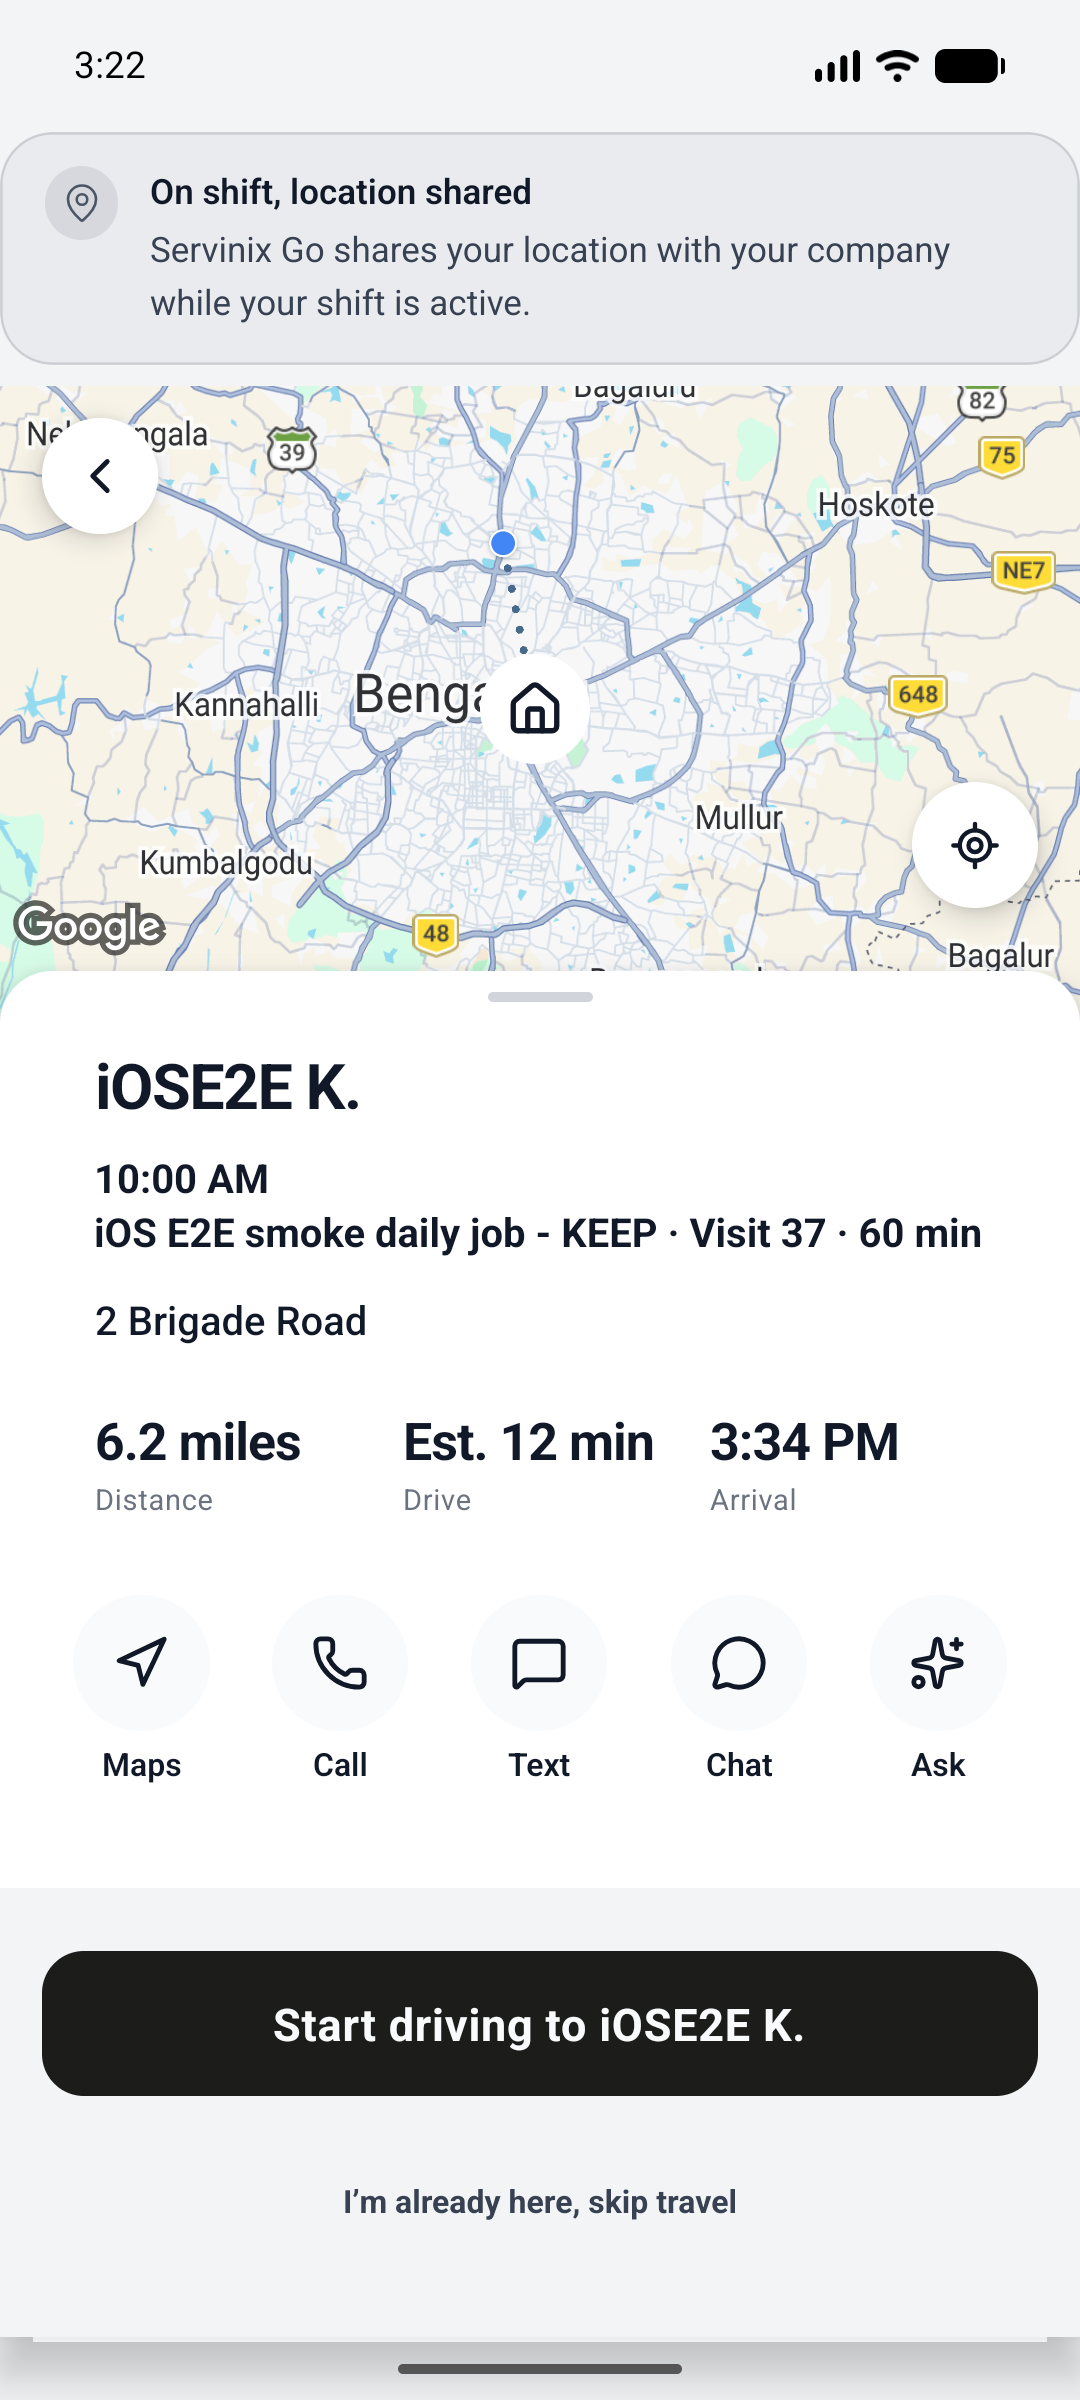 3:22
On shift, location shared
Servinix Go shares your location with your company
while your shift is active.
Bagaluru
82
39
75
Hoskote
NE7
Kannahalli
648
Mullur
Kumbalgodu
Google
48
Bagalur
iOSE2E K.
10:00 AM
iOS E2E smoke daily job - KEEP · Visit 37 · 60 min
2 Brigade Road
6.2 miles Est. 12 min 3:34 PM
Distance Drive Arrival
Maps Call Text Chat Ask
Start driving to iOSE2E K.
I’m already here, skip travel